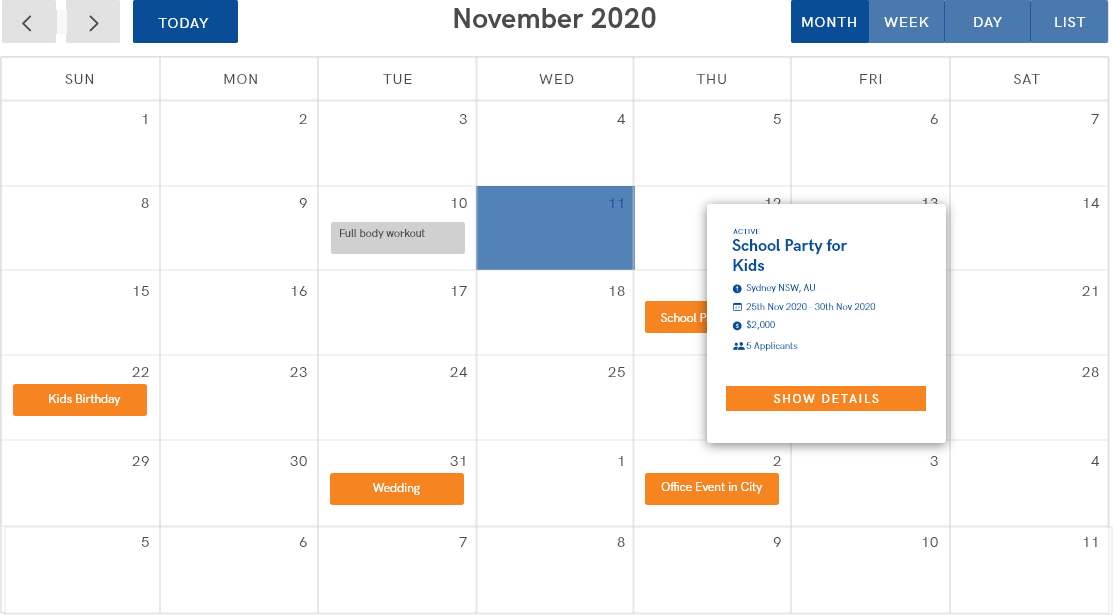 TODAY
November 2020
MONTH WEEK DAY LIST
SUN MON TUE WED THU FRI SAT
1 2 3 4 5 6 7
8 9 10 11 12 13 14
Full body workout
ACTIVE
School Party for
Kids
Sydney NSW, AU
25th Nov 2020 - 30th Nov 2020
$2,000
5 Applicants
SHOW DETAILS
15 16 17 18 21
School P
22 23 24 25 28
Kids Birthday
29 30 31 1 2 3 4
Wedding Office Event in City
5 6 7 8 9 10 11